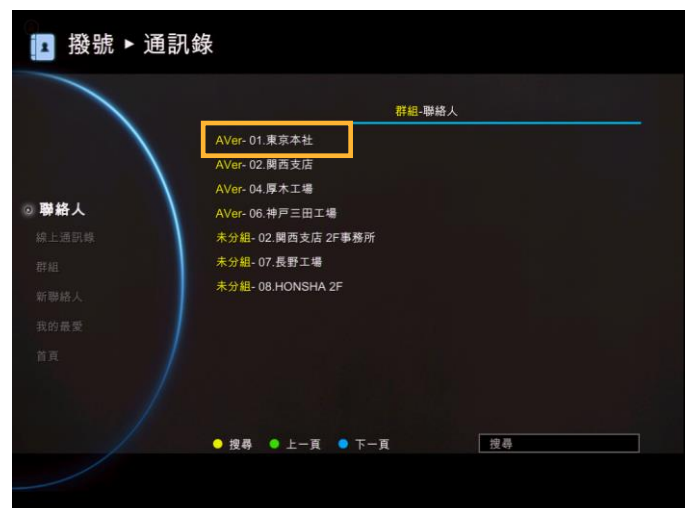 撥號 ► 通訊錄
群組-聯絡人
AVer- 01.東京本社
AVer- 02.関西支店
AVer- 04.厚木工場
AVer- 06.神戸三田工場
未分組- 02.関西支店 2F事務所
未分組- 07.長野工場
未分組- 08.HONSHA 2F
聯絡人
線上通訊錄
群組
新聯絡人
我的最愛
首頁
搜尋 上一頁 下一頁 搜尋